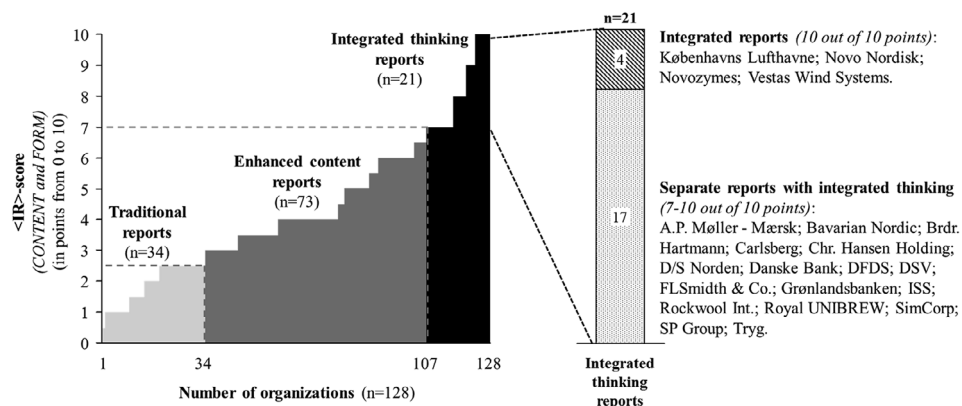 <IR>-score
(CONTENT and FORM)
(in points from 0 to 10)
10
9
8
7
6
5
4
3
2
1
0
Traditional
reports
(n=34)
Enhanced content
reports
(n=73)
Integrated thinking
reports
(n=21)
1
34
107
128
Number of organizations (n=128)
n=21
4
17
Integrated
thinking
reports
Integrated reports (10 out of 10 points):
Københavns Lufthavne; Novo Nordisk;
Novozymes; Vestas Wind Systems.
Separate reports with integrated thinking
(7-10 out of 10 points):
A.P. Møller - Mærsk; Bavarian Nordic; Brdr.
Hartmann; Carlsberg; Chr. Hansen Holding;
D/S Norden; Danske Bank; DFDS; DSV;
FLSmidth & Co.; Grønlandsbanken; ISS;
Rockwool Int.; Royal UNIBREW; SimCorp;
SP Group; Tryg.